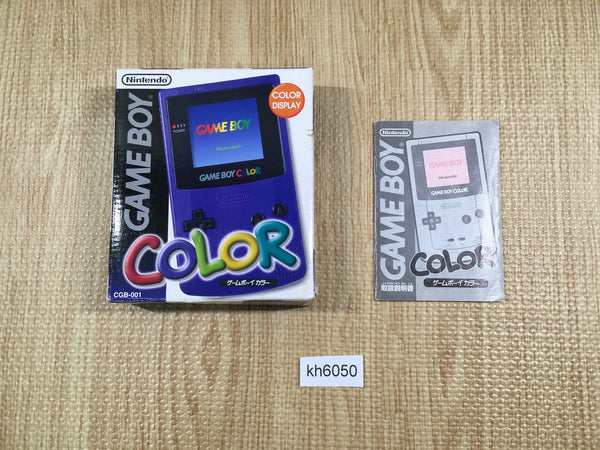 Nintendo
GAME BOY
COLOR
DISPLAY
POWER
GAME BOY
Nintendo
GAME BOY COLOR
COLOR
CGB-001
ゲームボーイカラー
Nintendo
GAME BOY
GAME BOY
Nintendo
GAME BOY COLOR
COLOR
ゲームボーイカラー
取扱説明書
kh6050